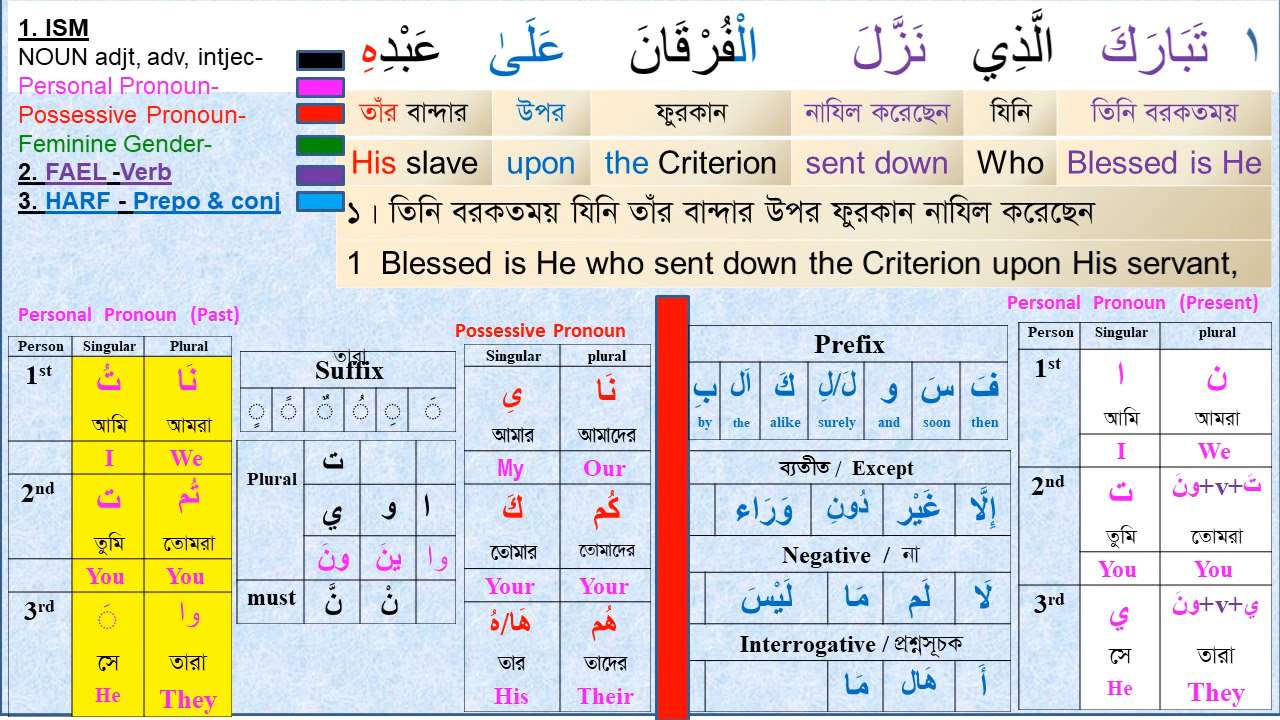 1. ISM
NOUN adjt, adv, intjec-
Personal Pronoun-
Possessive Pronoun-
Feminine Gender-
2. FAEL -Verb
3. HARF - Prepo & conj
١ تَبَارَكَ الَّذِي نَزَّلَ الْفُرْقَانَ عَلَىٰ عَبْدِهِ
তাঁর বান্দার উপর ফুরকান নাযিল করেছেন যিনি তিনি বরকতময়
His slave upon the Criterion sent down Who Blessed is He
১। তিনি বরকতময় যিনি তাঁর বান্দার উপর ফুরকান নাযিল করেছেন
1 Blessed is He who sent down the Criterion upon His servant,
Personal Pronoun (Past)
Person Singular Plural
1st تُ نَا
আমি আমরা
I We
2nd ت تُم
তুমি তোমরা
You You
3rd َ وا
সে তারা
He They
তারা
Suffix
ٍ ً ٌ ُ ِ َ
Plural ت
ي و ا
ونَ ينَ وا
must نَّ نْ
Possessive Pronoun
Singular plural
يِ نَا
আমার আমাদের
My Our
كَ كُم
তোমার তোমাদের
Your Your
هَا/هُ هُم
তার তাদের
His Their
Prefix
بِ اَل كَ لَ/لِ و سَ فَ
by the alike surely and soon then
ব্যতীত / Except
وَرَاء دُونِ غَيْر إِلَّا
Negative / না
لَيْسَ مَا لَم لَا
Interrogative / প্রশ্নসূচক
مَا هَال أَ
Personal Pronoun (Present)
Person Singular plural
1st ا ن
আমি আমরা
I We
2nd ت تَ+v+ونَ
তুমি তোমরা
You You
3rd ي ي+v+ونَ
সে তারা
He They